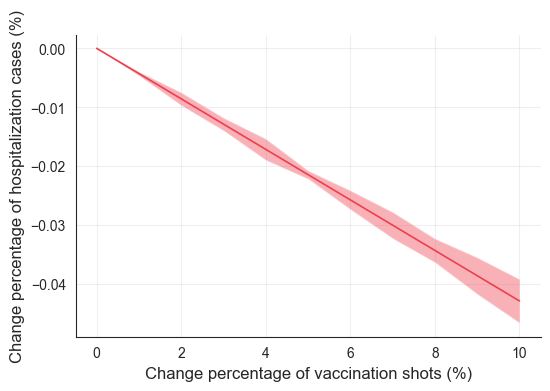 Change percentage of hospitalization cases (%)
0.00
−0.01
−0.02
−0.03
−0.04
0 2 4 6 8 10
Change percentage of vaccination shots (%)